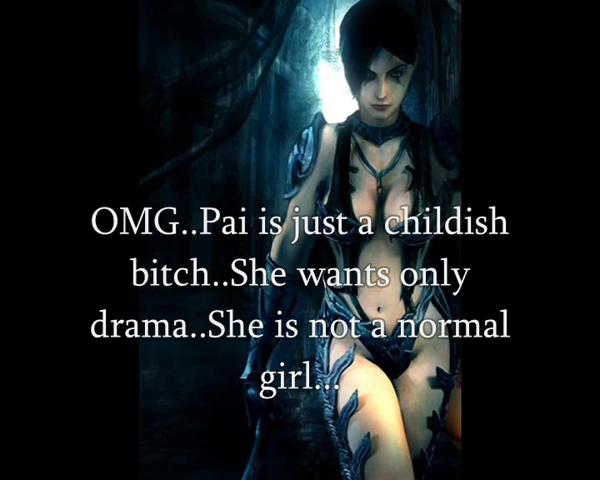 OMG..Pai is just a childish
bitch..She wants only
drama..She is not a normal
girl...